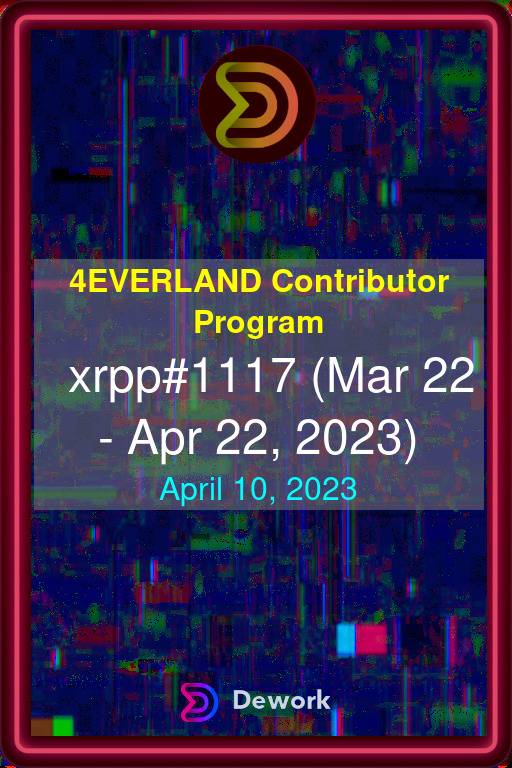 4EVERLAND Contributor
Program
xrpp#1117 (Mar 22
- Apr 22, 2023)
April 10, 2023
Dework